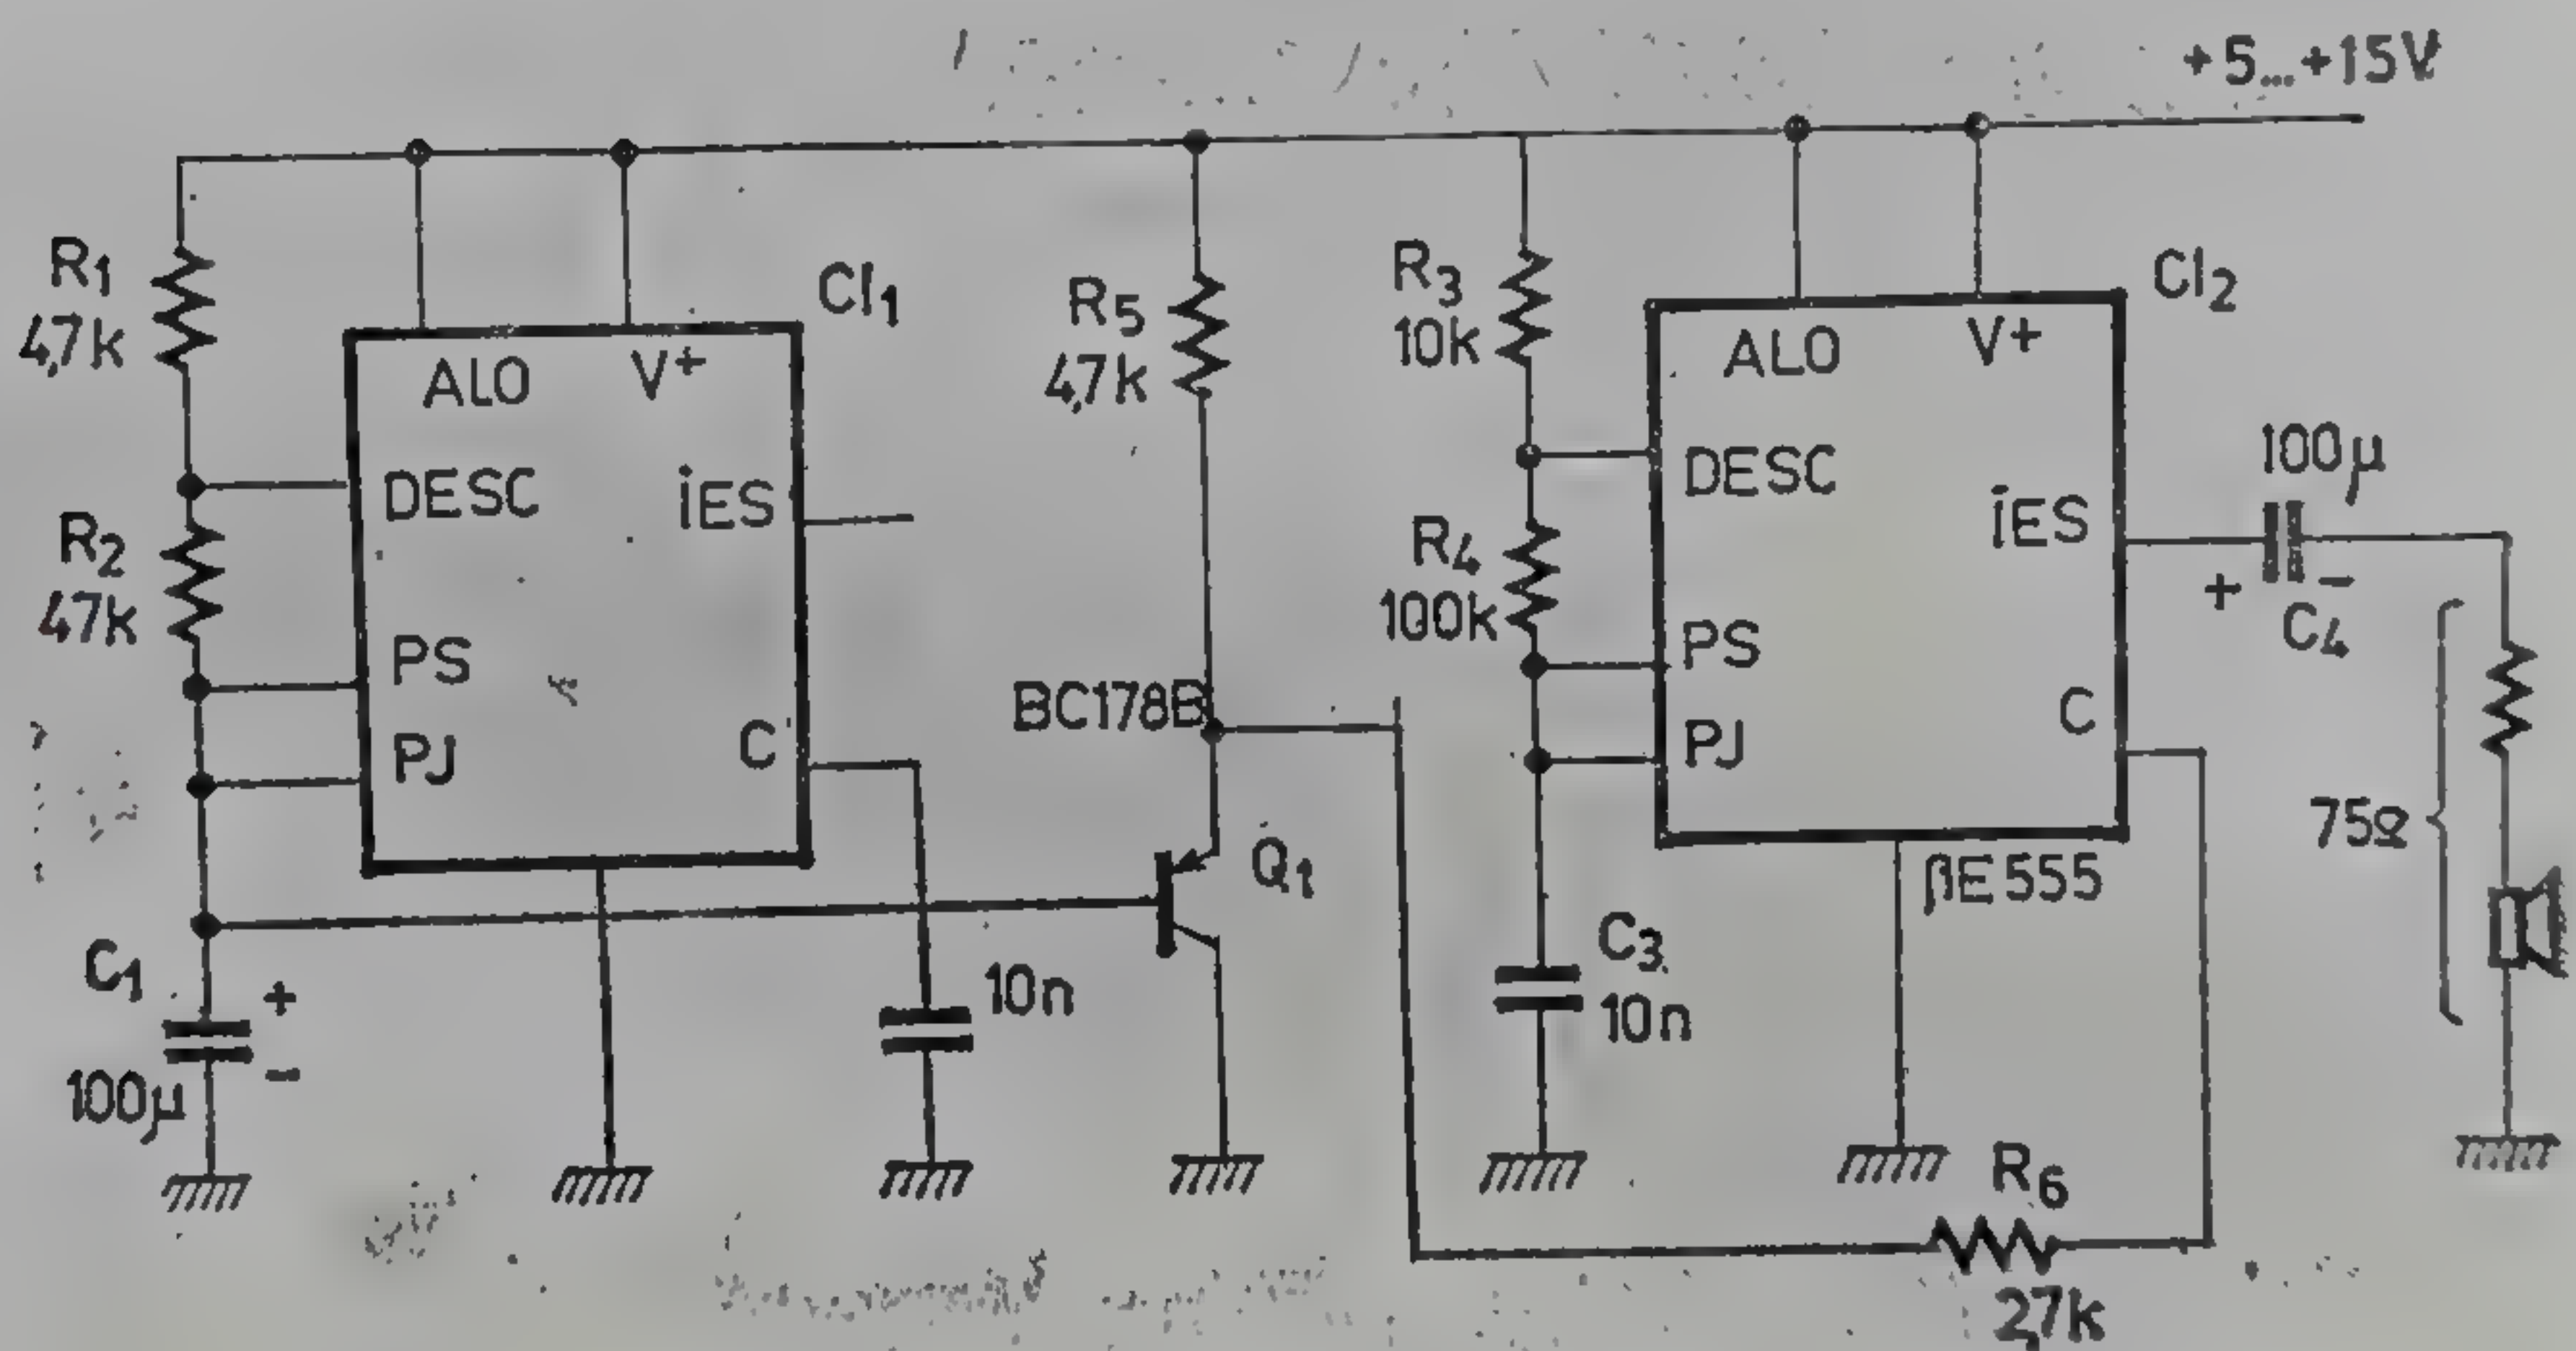 +5...+15V
R1
4,7k
R2
47k
C1
+
-
100µ
CI1
ALO
V+
DESC
iES
PS
PJ
C
10n
R5
4,7k
BC178B
Q1
R3
10k
R4
100k
C3
10n
CI2
ALO
V+
DESC
iES
PS
PJ
C
βE555
100µ
+
-
C4
75Ω
R6
2,7k